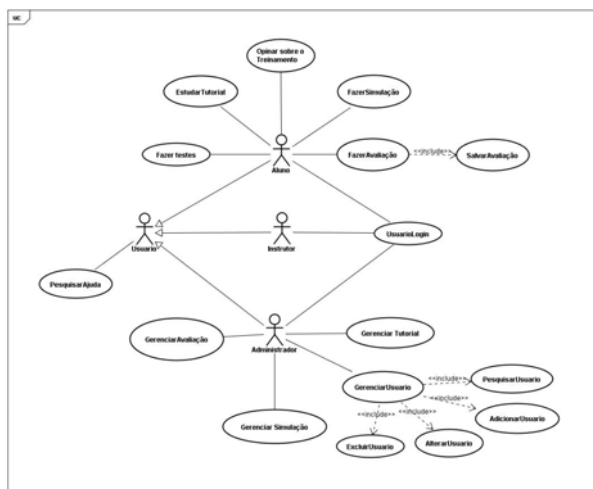 uc
Opinar sobre o
Treinamento
EstudarTutorial
FazerSimulação
Fazer testes
FazerAvaliação
<<include>>
SalvarAvaliação
Aluno
Usuario
Instrutor
UsuarioLogin
PesquisarAjuda
GerenciarAvaliação
Administrador
Gerenciar Tutorial
GerenciarUsuario
<<include>>
PesquisarUsuario
<<include>>
AdicionarUsuario
<<include>>
<<include>>
Gerenciar Simulação
ExcluirUsuario
AlterarUsuario